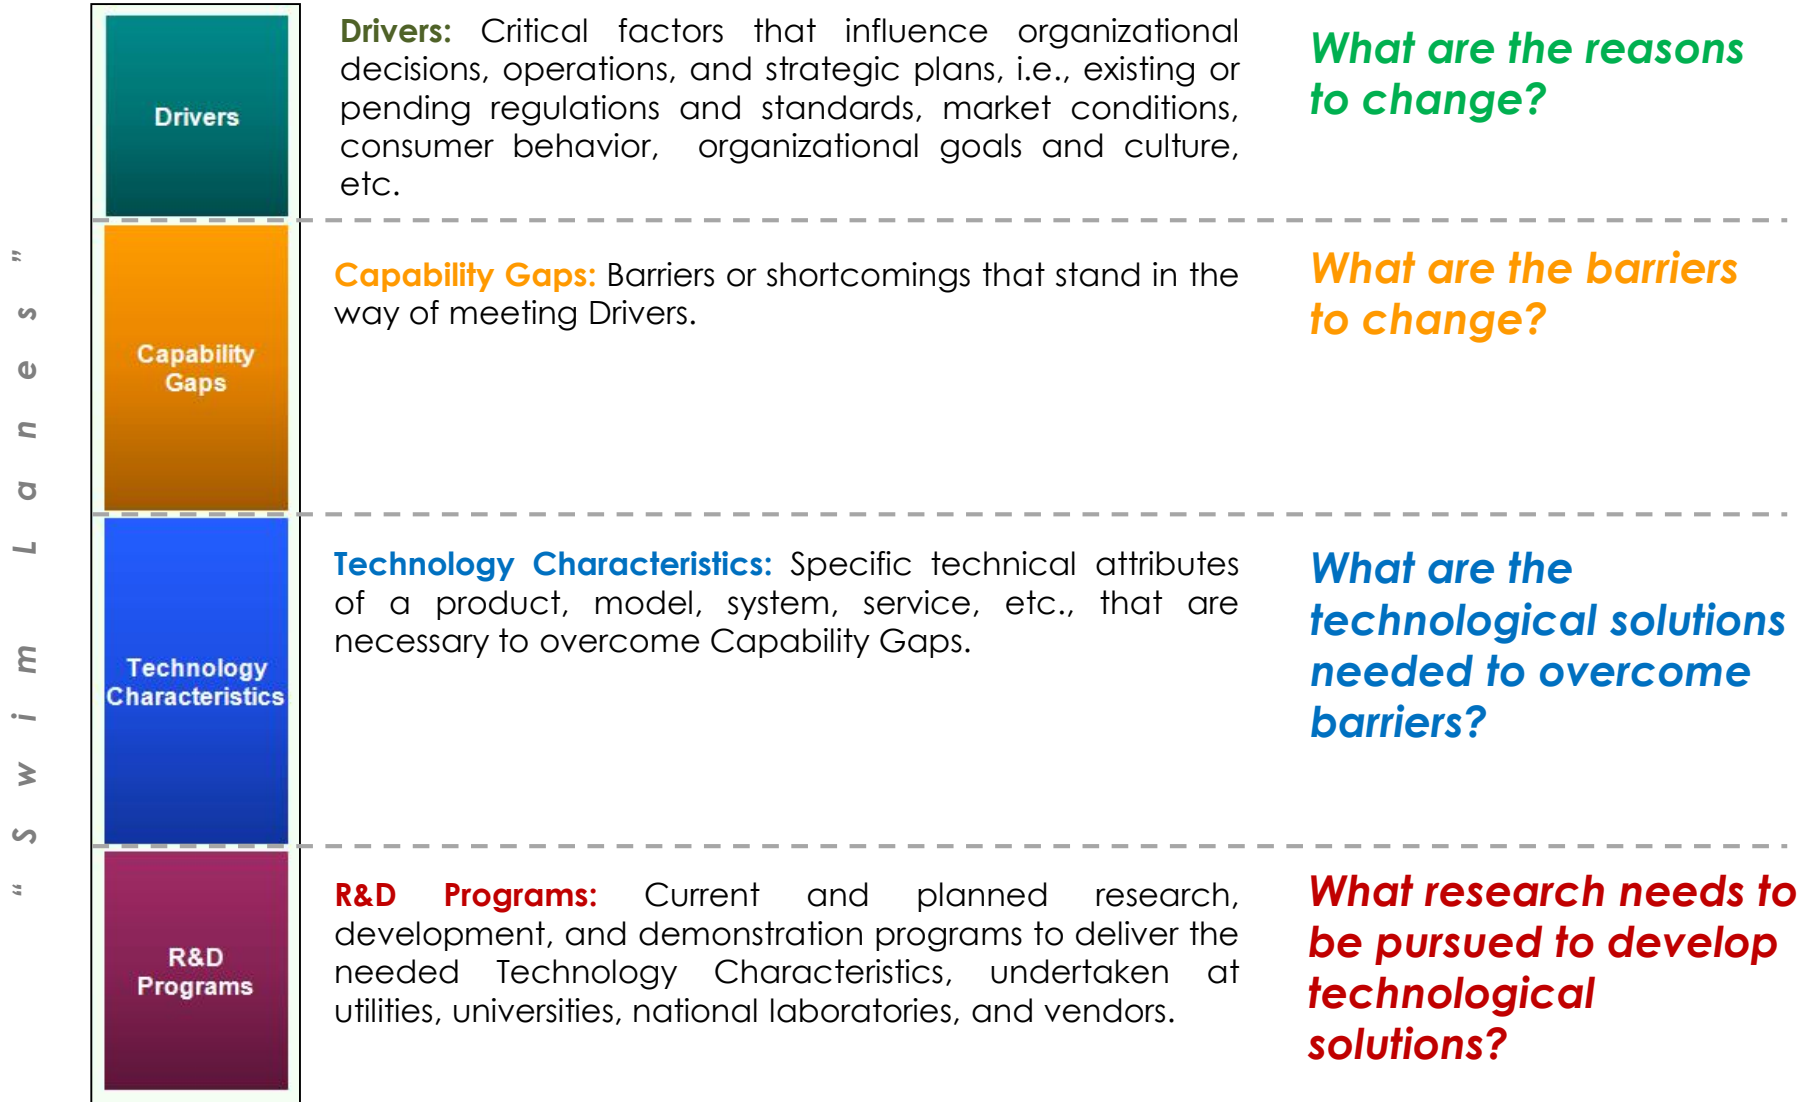 “Swim Lanes”
Drivers
Drivers: Critical factors that influence organizational
decisions, operations, and strategic plans, i.e., existing or
pending regulations and standards, market conditions,
consumer behavior, organizational goals and culture,
etc.
What are the reasons
to change?
Capability
Gaps
Capability Gaps: Barriers or shortcomings that stand in the
way of meeting Drivers.
What are the barriers
to change?
Technology
Characteristics
Technology Characteristics: Specific technical attributes
of a product, model, system, service, etc., that are
necessary to overcome Capability Gaps.
What are the
technological solutions
needed to overcome
barriers?
R&D
Programs
R&D Programs: Current and planned research,
development, and demonstration programs to deliver the
needed Technology Characteristics, undertaken at
utilities, universities, national laboratories, and vendors.
What research needs to
be pursued to develop
technological
solutions?